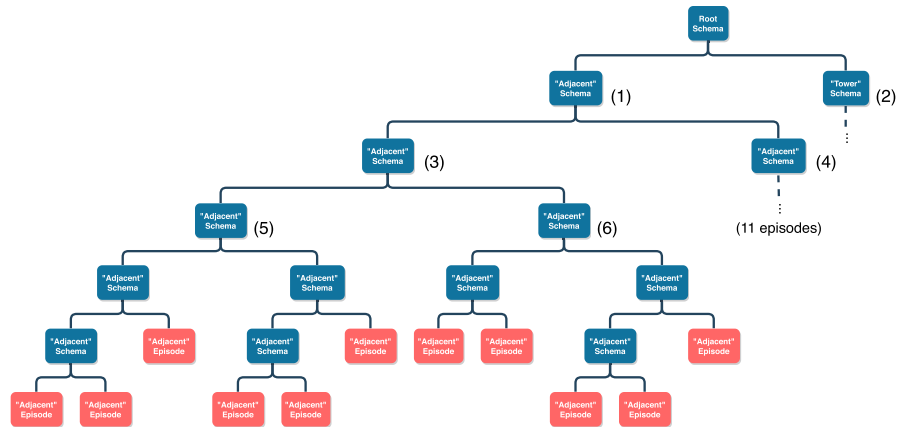 Root
Schema
"Adjacent"
Schema
(1)
"Tower"
Schema
(2)
...
"Adjacent"
Schema
(3)
"Adjacent"
Schema
(4)
...
(11 episodes)
"Adjacent"
Schema
(5)
"Adjacent"
Schema
(6)
"Adjacent"
Schema
"Adjacent"
Schema
"Adjacent"
Schema
"Adjacent"
Schema
"Adjacent"
Schema
"Adjacent"
Episode
"Adjacent"
Schema
"Adjacent"
Episode
"Adjacent"
Episode
"Adjacent"
Episode
"Adjacent"
Schema
"Adjacent"
Episode
"Adjacent"
Episode
"Adjacent"
Episode
"Adjacent"
Episode
"Adjacent"
Episode
"Adjacent"
Episode
"Adjacent"
Episode